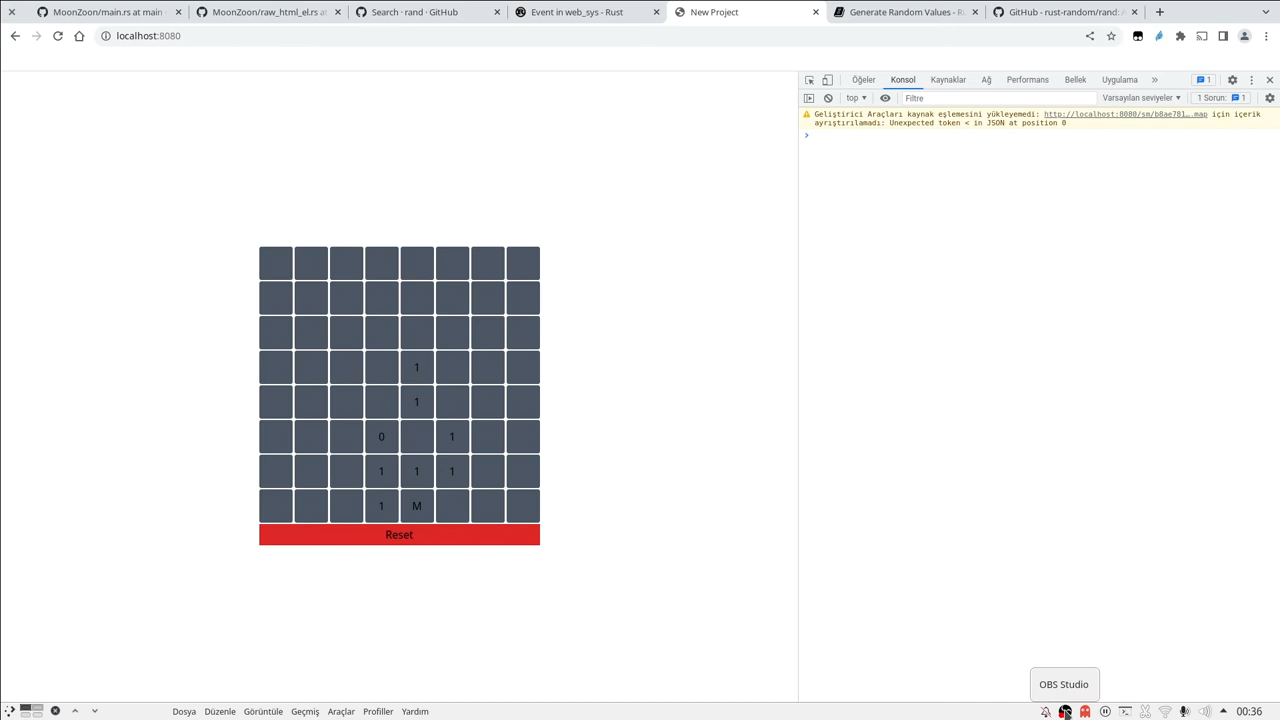 MoonZoon/main.rs at main
MoonZoon/raw_html_el.rs at
Search · rand · GitHub
Event in web_sys - Rust
New Project
Generate Random Values - Ru
GitHub - rust-random/rand: A
localhost:8080
Öğeler
Konsol
Kaynaklar
Ağ
Performans
Bellek
Uygulama
»
1
top
Filtre
Varsayılan seviyeler
1 Sorun:
1
Geliştirici Araçları kaynak eşlemesini yükleyemedi: http://localhost:8080/sm/b8ae781….map için içerik
ayrıştırılamadı: Unexpected token < in JSON at position 0
1
1
0 1
1 1 1
1 M
Reset
OBS Studio
Dosya Düzenle Görüntüle Geçmiş Araçlar Profiller Yardım
00:36